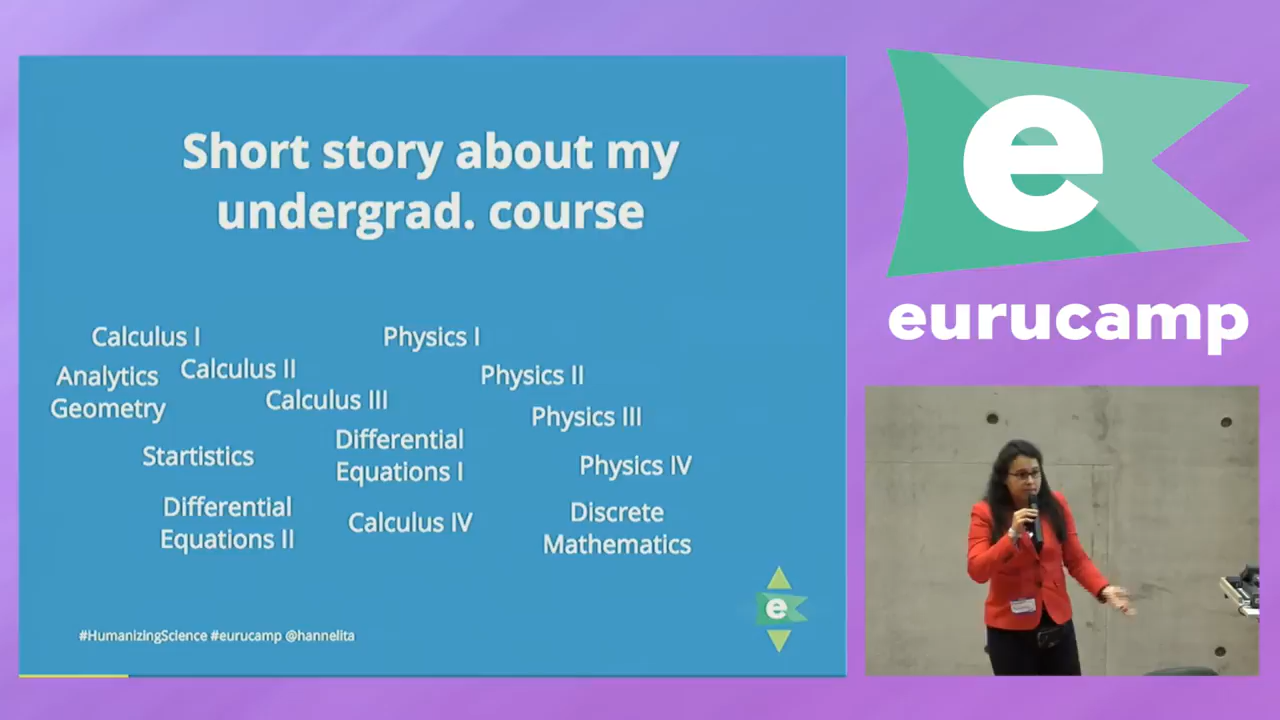 Short story about my
undergrad. course
Calculus I
Physics I
Analytics
Geometry
Calculus II
Physics II
Calculus III
Physics III
Startistics
Differential
Equations I
Physics IV
Differential
Equations II
Calculus IV
Discrete
Mathematics
e
#HumanizingScience #eurucamp @hannelita
e
eurucamp